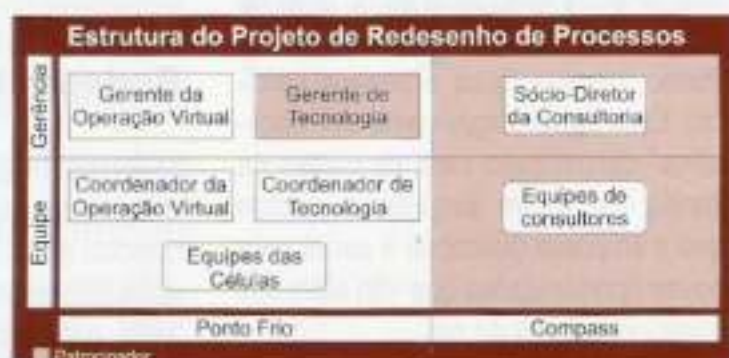 Estrutura do Projeto de Redesenho de Processos
Gerência
Gerente da
Operação Virtual
Gerente de
Tecnologia
Sócio-Diretor
da Consultoria
Equipe
Coordenador da
Operação Virtual
Coordenador de
Tecnologia
Equipes de
consultores
Equipes das
Células
Ponto Frio
Compass
Patrocinador